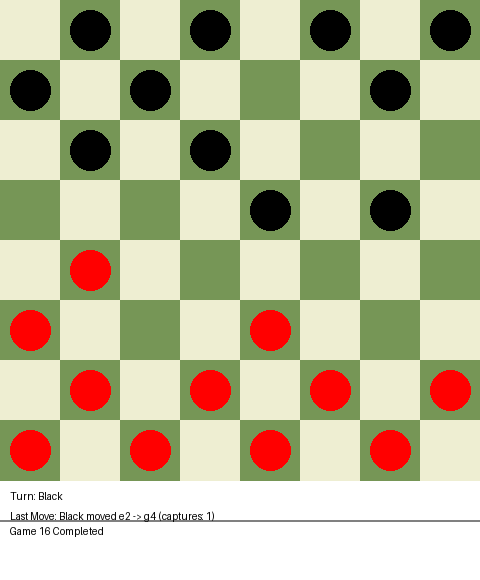 Turn: Black
Last Move: Black moved e2 -> g4 (captures: 1)
Game 16 Completed